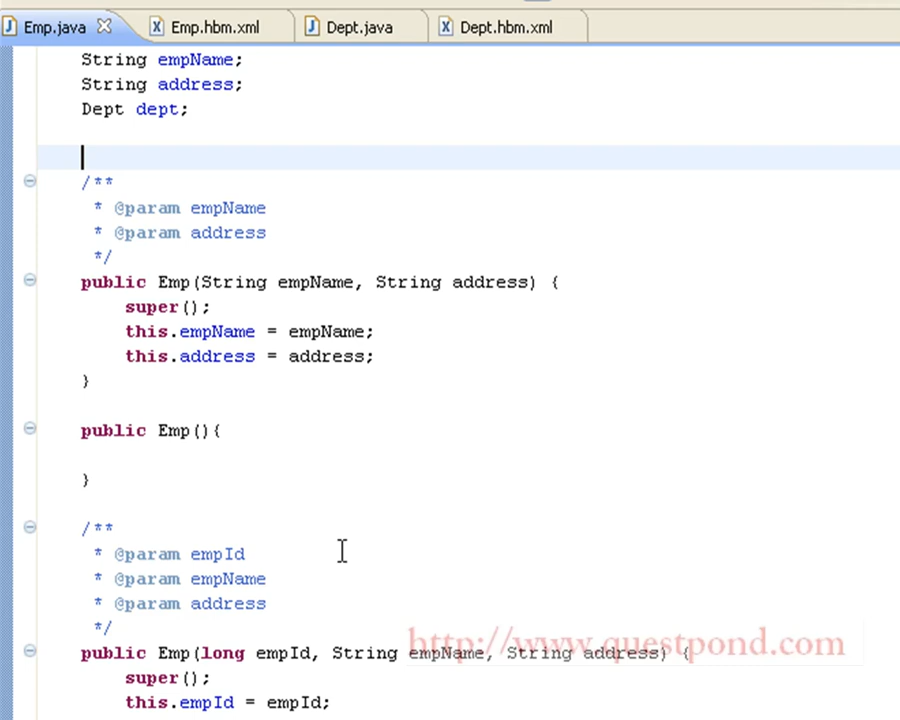 Emp.java
Emp.hbm.xml
Dept.java
Dept.hbm.xml
String empName;
String address;
Dept dept;
/**
* @param empName
* @param address
*/
public Emp(String empName, String address) {
super();
this.empName = empName;
this.address = address;
}
public Emp(){
}
/**
* @param empId
* @param empName
* @param address
*/
http://www.questpond.com
public Emp(long empId, String empName, String address) {
super();
this.empId = empId;